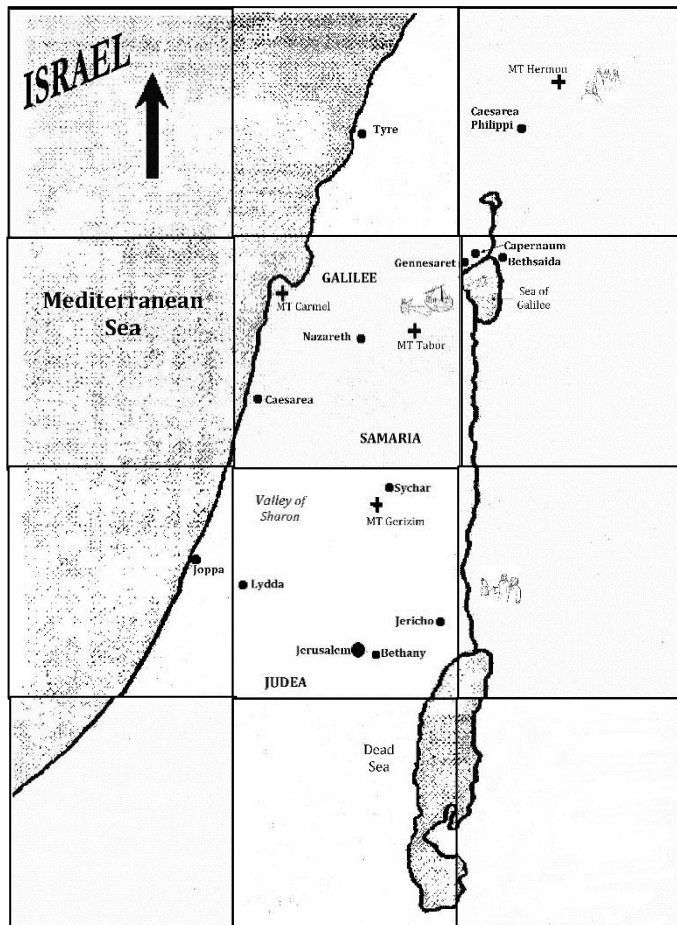 ISRAEL
MT Hermon
Caesarea
Philippi
Tyre
Capernaum
Gennesaret
Bethsaida
GALILEE
Mediterranean
Sea
MT Carmel
Sea of
Galilee
Nazareth
MT Tabor
Caesarea
SAMARIA
Sychar
Valley of
Sharon
MT Gerizim
Joppa
Lydda
Jericho
Jerusalem
Bethany
JUDEA
Dead
Sea